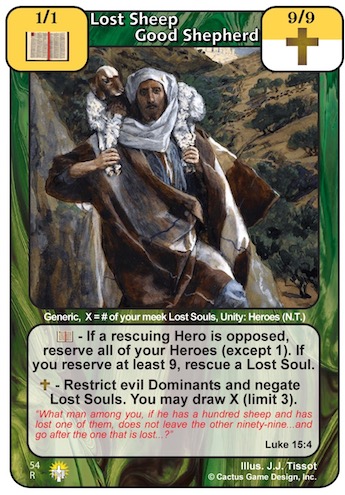 1/1
Lost Sheep
Good Shepherd
9/9
Generic, X = # of your meek Lost Souls, Unity: Heroes (N.T.)
- If a rescuing Hero is opposed,
reserve all of your Heroes (except 1). If
you reserve at least 9, rescue a Lost Soul.
- Restrict evil Dominants and negate
Lost Souls. You may draw X (limit 3).
"What man among you, if he has a hundred sheep and has
lost one of them, does not leave the other ninety-nine...and
go after the one that is lost...?"
Luke 15:4
54
R
Illus. J.J. Tissot
© Cactus Game Design, Inc.